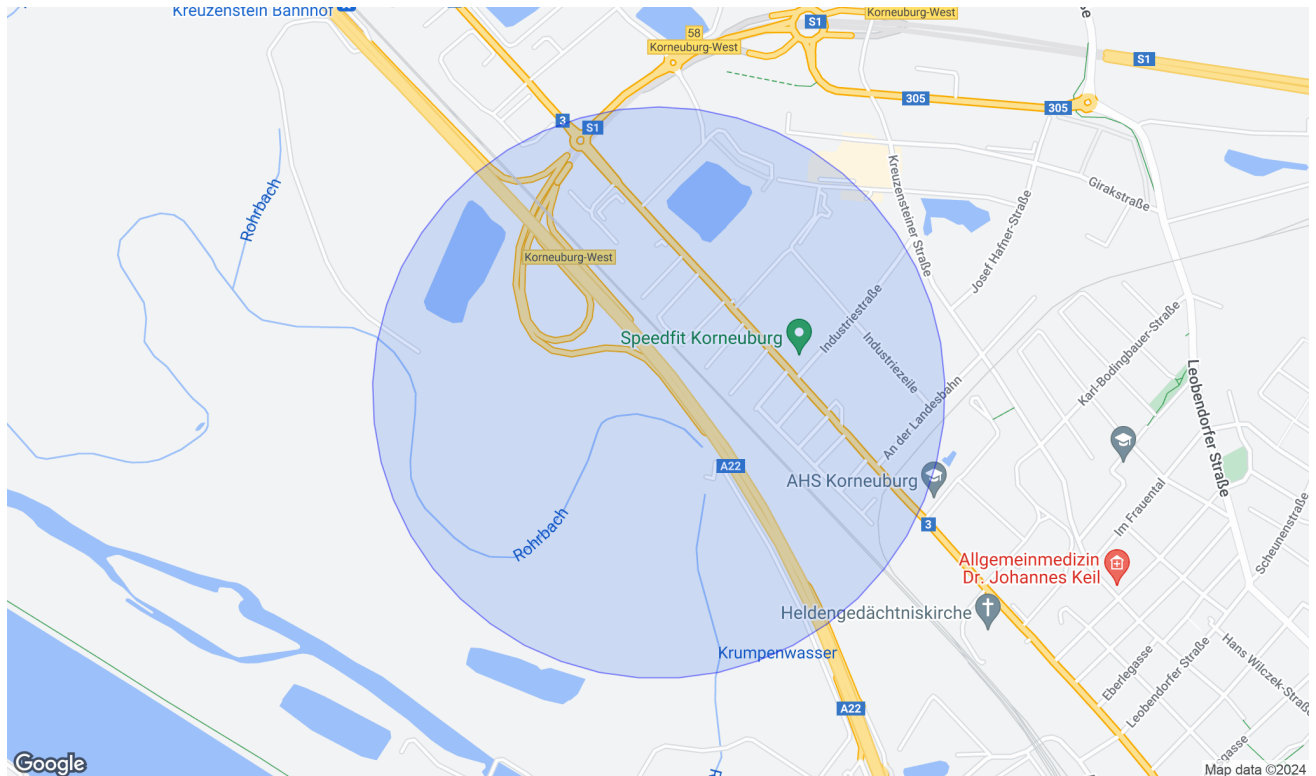 Kreuzenstein Bahnhof
Korneuburg-West
S1
58
Korneuburg-West
S1
305
305
3
S1
Rohrbach
Kreuzensteiner Straße
Girakstraße
Josef Hafner-Straße
Korneuburg-West
Speedfit Korneuburg
Industriestraße
Industriezeile
Karl-Bodingbauer-Straße
Leobendorfer Straße
An der Landesbahn
A22
AHS Korneuburg
3
Im Frauental
Scheunenstraße
Rohrbach
Allgemeinmedizin
Dr. Johannes Keil
Heldengedächtniskirche
Krumpenwasser
Eberlegasse
Leobendorfer Straße
Hans Wilczek-Straße
A22
Google
Map data ©2024